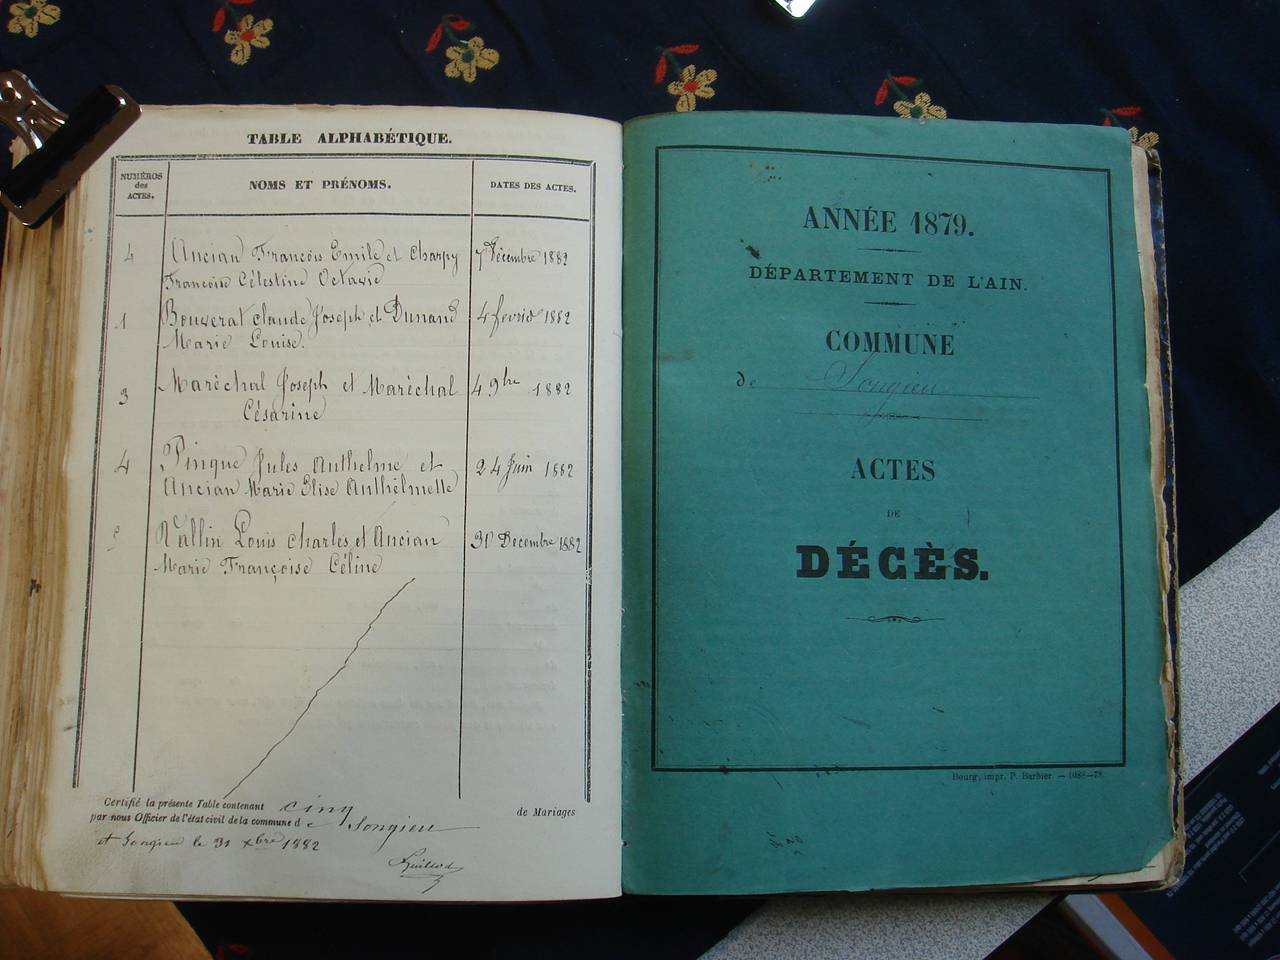 TABLE ALPHABÉTIQUE.
NUMÉROS
des
ACTES.
NOMS ET PRÉNOMS.
DATES DES ACTES.
4 Ancian François Emile et Charpy 7 Décembre 1882
Françoise Célestine Octavie
1 Bouverat Claude Joseph et Dunand 4 fevrier 1882
Marie Louise.
3 Maréchal Joseph et Maréchal 4 9bre 1882
Césarine
4 Pingue Jules Anthelme et 24 Juin 1882
Ancian Marie Elise Anthelmette
5 Vallin Louis Charles et Ancian 31 Decembre 1882
Marie Françoise Céline
Certifié la présente Table contenant cinq de Mariages
par nous Officier de l'état civil de la commune de Songieu
et Songieu le 31 xbre 1882
ANNÉE 1879.
DÉPARTEMENT DE L'AIN.
COMMUNE
de Songieu
ACTES
DE
DÉCÈS.
Bourg, impr. P. Barbier. — 1088-78.